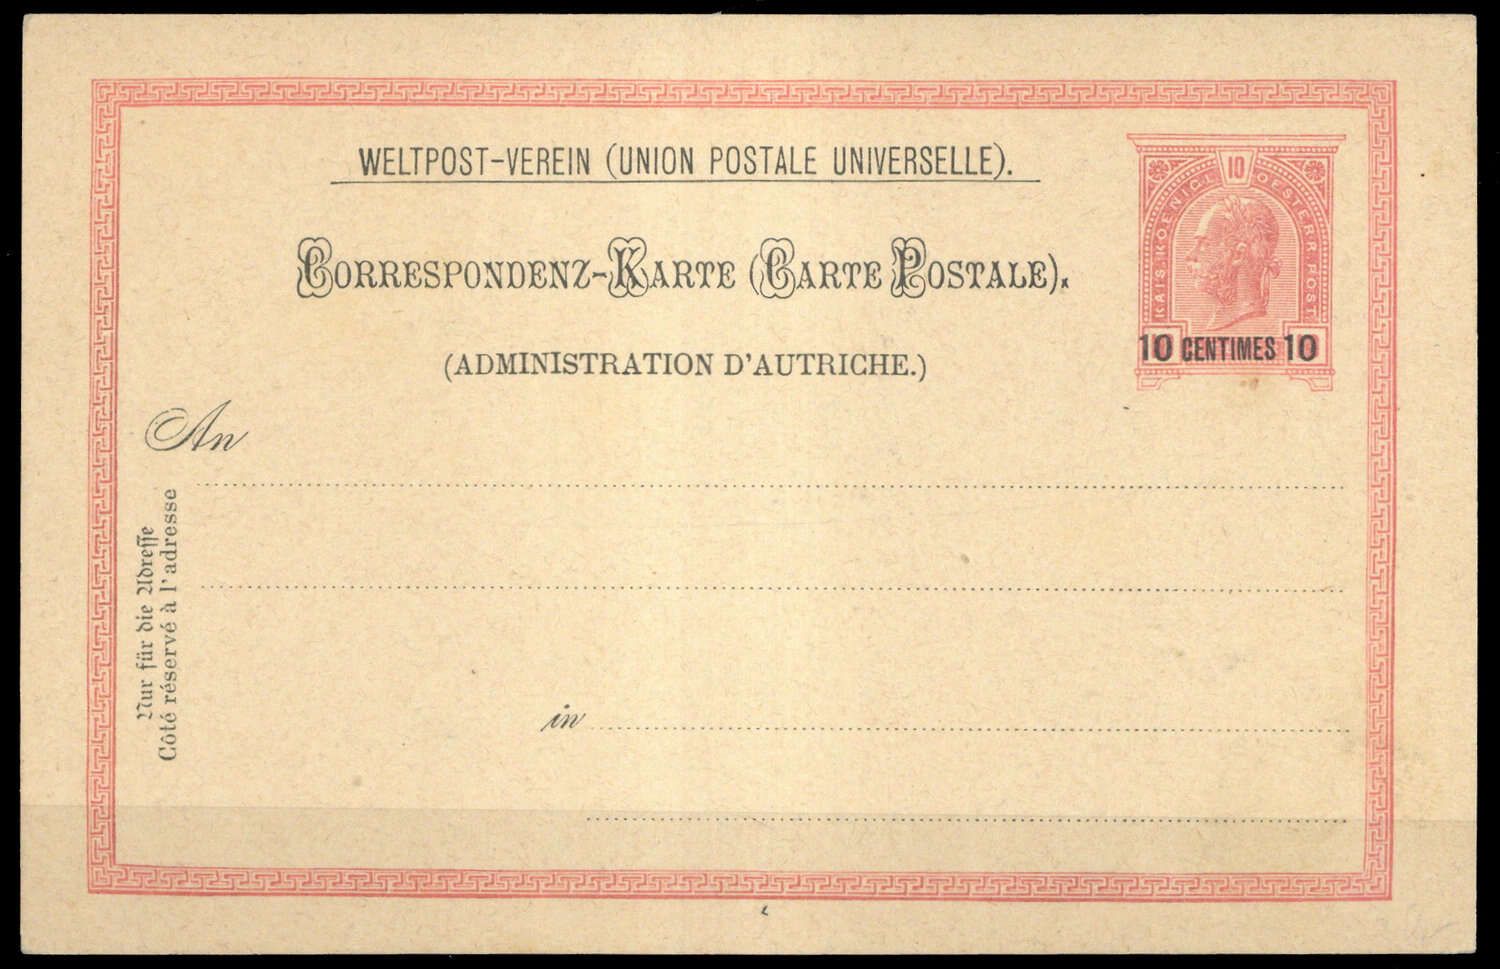 WELTPOST-VEREIN (UNION POSTALE UNIVERSELLE).
CORRESPONDENZ-KARTE (CARTE POSTALE).
(ADMINISTRATION D'AUTRICHE.)
10
KAIS. KOENIGL. OESTERR. POST
10 CENTIMES 10
An
Nur für die Adresse
Côté réservé à l'adresse
in